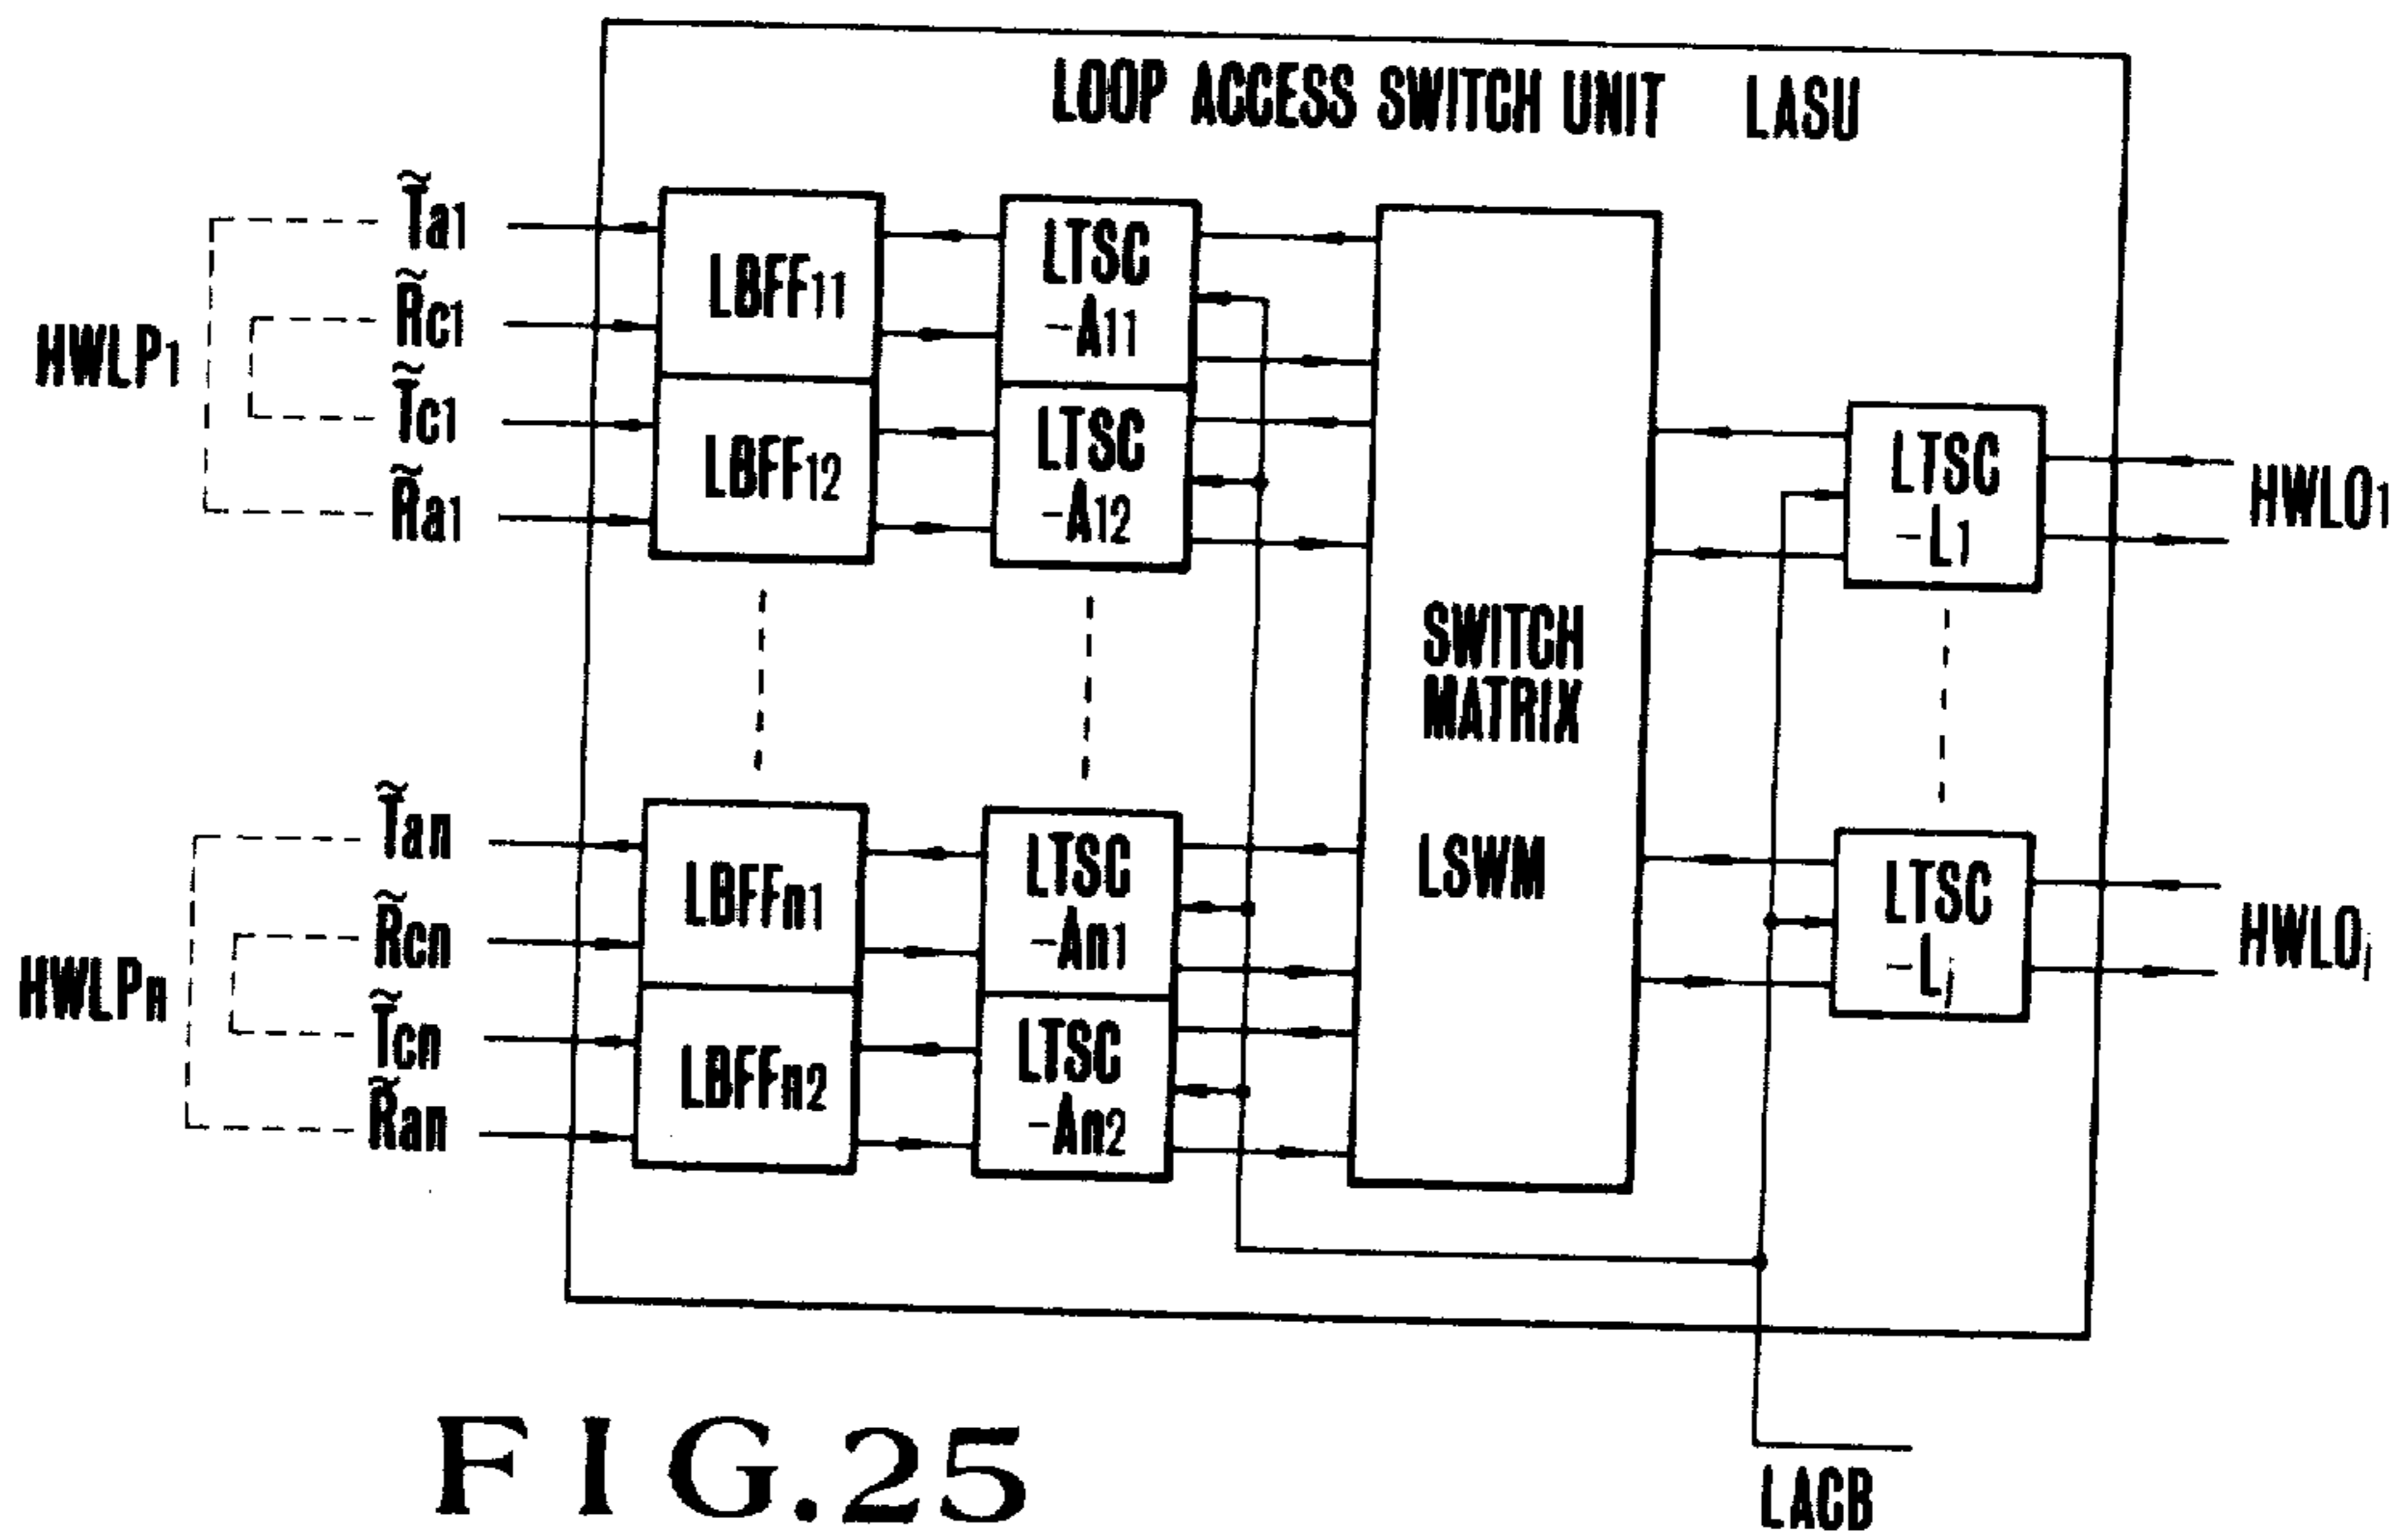 LOOP ACCESS SWITCH UNIT LASU
HWLP1
T̃a1
R̃c1
T̃c1
R̃a1
LBFF11
LBFF12
LTSC
-A11
LTSC
-A12
SWITCH
MATRIX
LSWM
LTSC
-L1
HWLO1
HWLPn
T̃an
R̃cn
T̃cn
R̃an
LBFFn1
LBFFn2
LTSC
-An1
LTSC
-An2
LTSC
-Lj
HWLOj
LACB
FIG.25